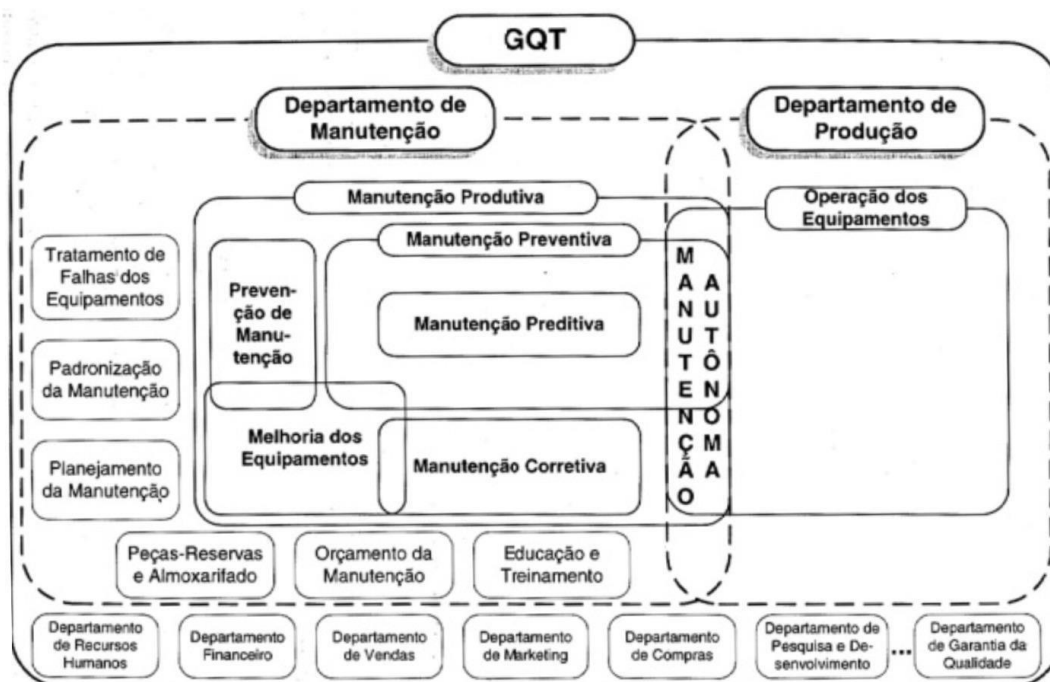 GQT
Departamento de
Manutenção
Departamento de
Produção
Manutenção Produtiva
Operação dos
Equipamentos
Manutenção Preventiva
Tratamento de
Falhas dos
Equipamentos
Preven-
ção de
Manu-
tenção
Manutenção Preditiva
MANUTENÇÃO
AUTÔNOMA
Padronização
da Manutenção
Melhoria dos
Equipamentos
Manutenção Corretiva
Planejamento
da Manutenção
Peças-Reservas
e Almoxarifado
Orçamento da
Manutenção
Educação e
Treinamento
Departamento
de Recursos
Humanos
Departamento
Financeiro
Departamento
de Vendas
Departamento
de Marketing
Departamento
de Compras
Departamento de
Pesquisa e De-
senvolvimento
...
Departamento
de Garantia da
Qualidade